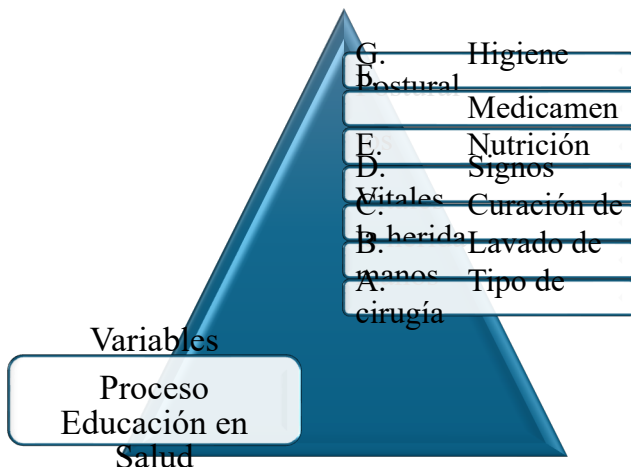 G. Higiene
Postural
F.
Medicamen
tos
E. Nutrición
D. Signos
Vitales
C. Curación de
la herida
B. Lavado de
manos
A. Tipo de
cirugía
Variables
Proceso
Educación en
Salud